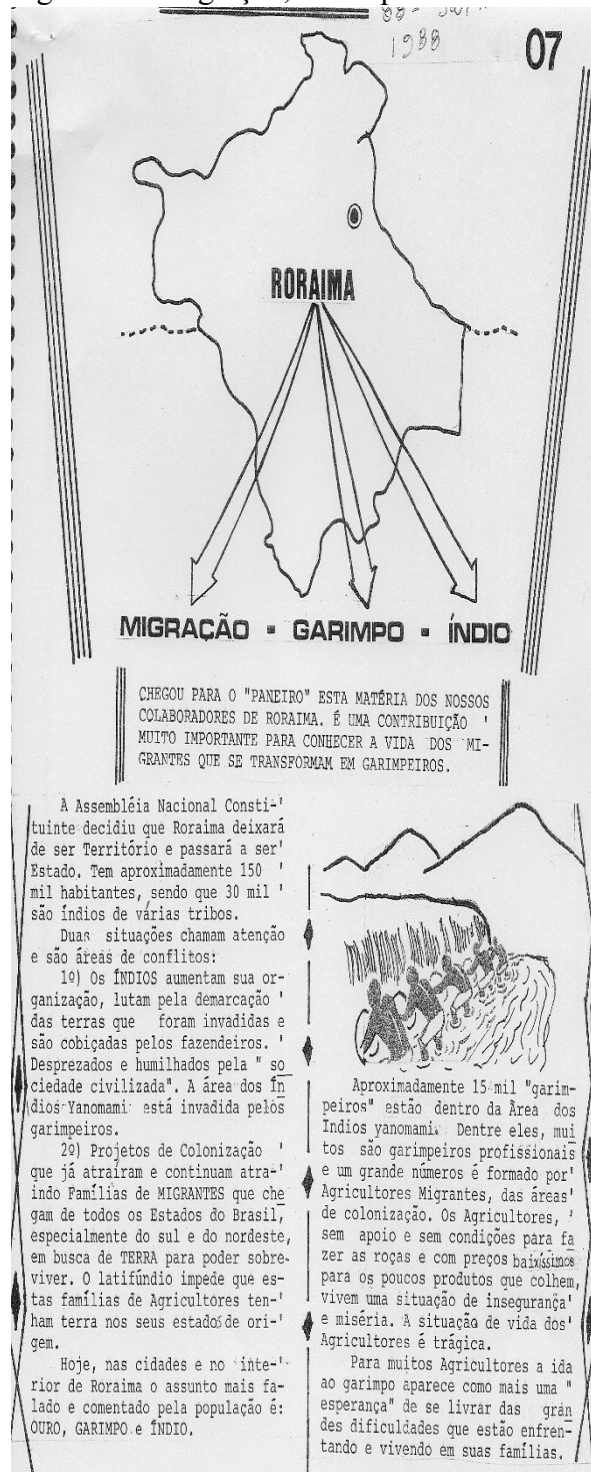 1988
07
RORAIMA
MIGRAÇÃO - GARIMPO - ÍNDIO
CHEGOU PARA O "PANEIRO" ESTA MATÉRIA DOS NOSSOS
COLABORADORES DE RORAIMA. É UMA CONTRIBUIÇÃO '
MUITO IMPORTANTE PARA CONHECER A VIDA DOS MI-
GRANTES QUE SE TRANSFORMAM EM GARIMPEIROS.
A Assembléia Nacional Consti-'
tuinte decidiu que Roraima deixará
de ser Território e passará a ser'
Estado. Tem aproximadamente 150 '
mil habitantes, sendo que 30 mil '
são índios de várias tribos.
Duas situações chamam atenção
e são áreas de conflitos:
1º) Os ÍNDIOS aumentam sua or-
ganização, lutam pela demarcação '
das terras que foram invadidas e
são cobiçadas pelos fazendeiros. '
Desprezados e humilhados pela " so
ciedade civilizada". A área dos Ín
dios Yanomami está invadida pelos
garimpeiros.
2º) Projetos de Colonização '
que já atraíram e continuam atra-'
indo Famílias de MIGRANTES que che
gam de todos os Estados do Brasil,
especialmente do sul e do nordeste,
em busca de TERRA para poder sobre-
viver. O latifúndio impede que es-
tas famílias de Agricultores ten-'
ham terra nos seus estados de ori-'
gem.
Hoje, nas cidades e no inte-'
rior de Roraima o assunto mais fa-
lado e comentado pela população é:
OURO, GARIMPO e ÍNDIO.
Aproximadamente 15 mil "garim-
peiros" estão dentro da Área dos
Indios yanomami. Dentre eles, mui
tos são garimpeiros profissionais
e um grande números é formado por'
Agricultores Migrantes, das áreas'
de colonização. Os Agricultores, '
sem apoio e sem condições para fa
zer as roças e com preços baixíssimos
para os poucos produtos que colhem,
vivem uma situação de insegurança'
e miséria. A situação de vida dos'
Agricultores é trágica.
Para muitos Agricultores a ida
ao garimpo aparece como mais uma "
esperança" de se livrar das gran
des dificuldades que estão enfren-
tando e vivendo em suas famílias.